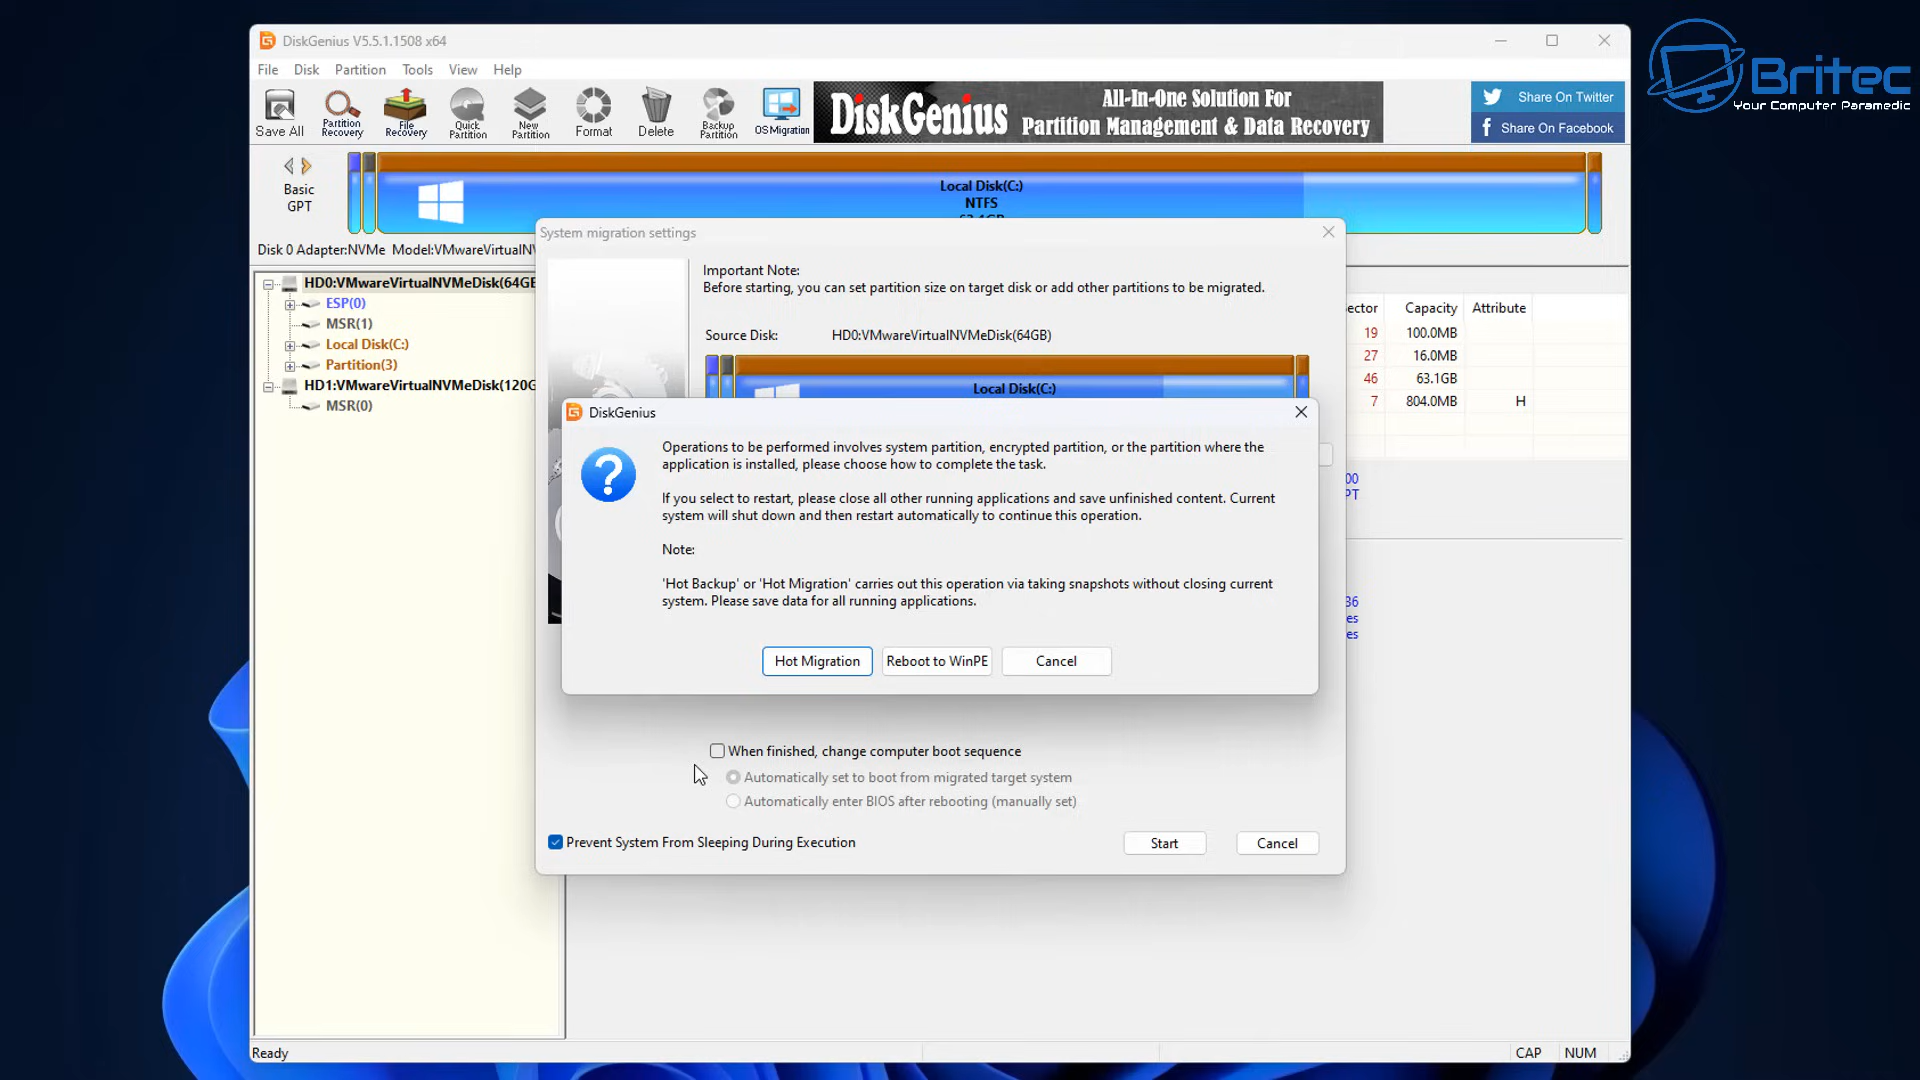 DiskGenius V5.5.1.1508 x64
Britec
Your Computer Paramedic
File Disk Partition Tools View Help
Save All
Partition Recovery
File Recovery
Quick Partition
New Partition
Format
Delete
Backup Partition
OS Migration
DiskGenius
All-In-One Solution For
Partition Management & Data Recovery
Share On Twitter
Share On Facebook
Basic
GPT
Local Disk(C:)
NTFS
Disk 0 Adapter:NVMe Model:VMwareVirtualNV
System migration settings
HD0:VMwareVirtualNVMeDisk(64GB
ESP(0)
MSR(1)
Local Disk(C:)
Partition(3)
HD1:VMwareVirtualNVMeDisk(120G
MSR(0)
Important Note:
Before starting, you can set partition size on target disk or add other partitions to be migrated.
Source Disk: HD0:VMwareVirtualNVMeDisk(64GB)
Local Disk(C:)
ector Capacity Attribute
19 100.0MB
27 16.0MB
46 63.1GB
7 804.0MB H
00
PT
36
es
es
DiskGenius
Operations to be performed involves system partition, encrypted partition, or the partition where the
application is installed, please choose how to complete the task.
If you select to restart, please close all other running applications and save unfinished content. Current
system will shut down and then restart automatically to continue this operation.
Note:
'Hot Backup' or 'Hot Migration' carries out this operation via taking snapshots without closing current
system. Please save data for all running applications.
Hot Migration
Reboot to WinPE
Cancel
When finished, change computer boot sequence
Automatically set to boot from migrated target system
Automatically enter BIOS after rebooting (manually set)
Prevent System From Sleeping During Execution
Start
Cancel
Ready
CAP NUM